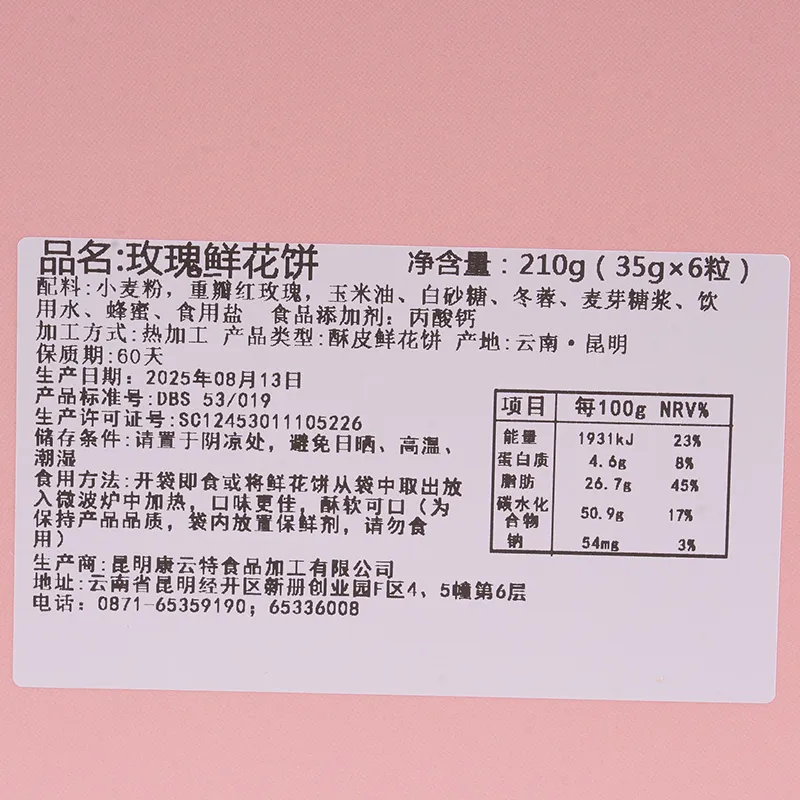 品名:玫瑰鲜花饼 净含量：210g（35g×6粒）
配料:小麦粉，重瓣红玫瑰，玉米油、白砂糖、冬蓉、麦芽糖浆、饮
用水、蜂蜜、食用盐 食品添加剂：丙酸钙
加工方式:热加工 产品类型:酥皮鲜花饼 产地:云南·昆明
保质期:60天
生产日期：2025年08月13日
产品标准号:DBS 53/019
生产许可证号:SC12453011105226
储存条件:请置于阴凉处，避免日晒、高温、
潮湿
食用方法:开袋即食或将鲜花饼从袋中取出放
入微波炉中加热，口味更佳，酥软可口（为
保持产品品质，袋内放置保鲜剂，请勿食
用）
生产商:昆明康云特食品加工有限公司
地址:云南省昆明经开区新册创业园F区4、5幢第6层
电话：0871-65359190；65336008
项目 每100g NRV%
能量 1931kJ 23%
蛋白质 4.6g 8%
脂肪 26.7g 45%
碳水化
合物 50.9g 17%
钠 54mg 3%